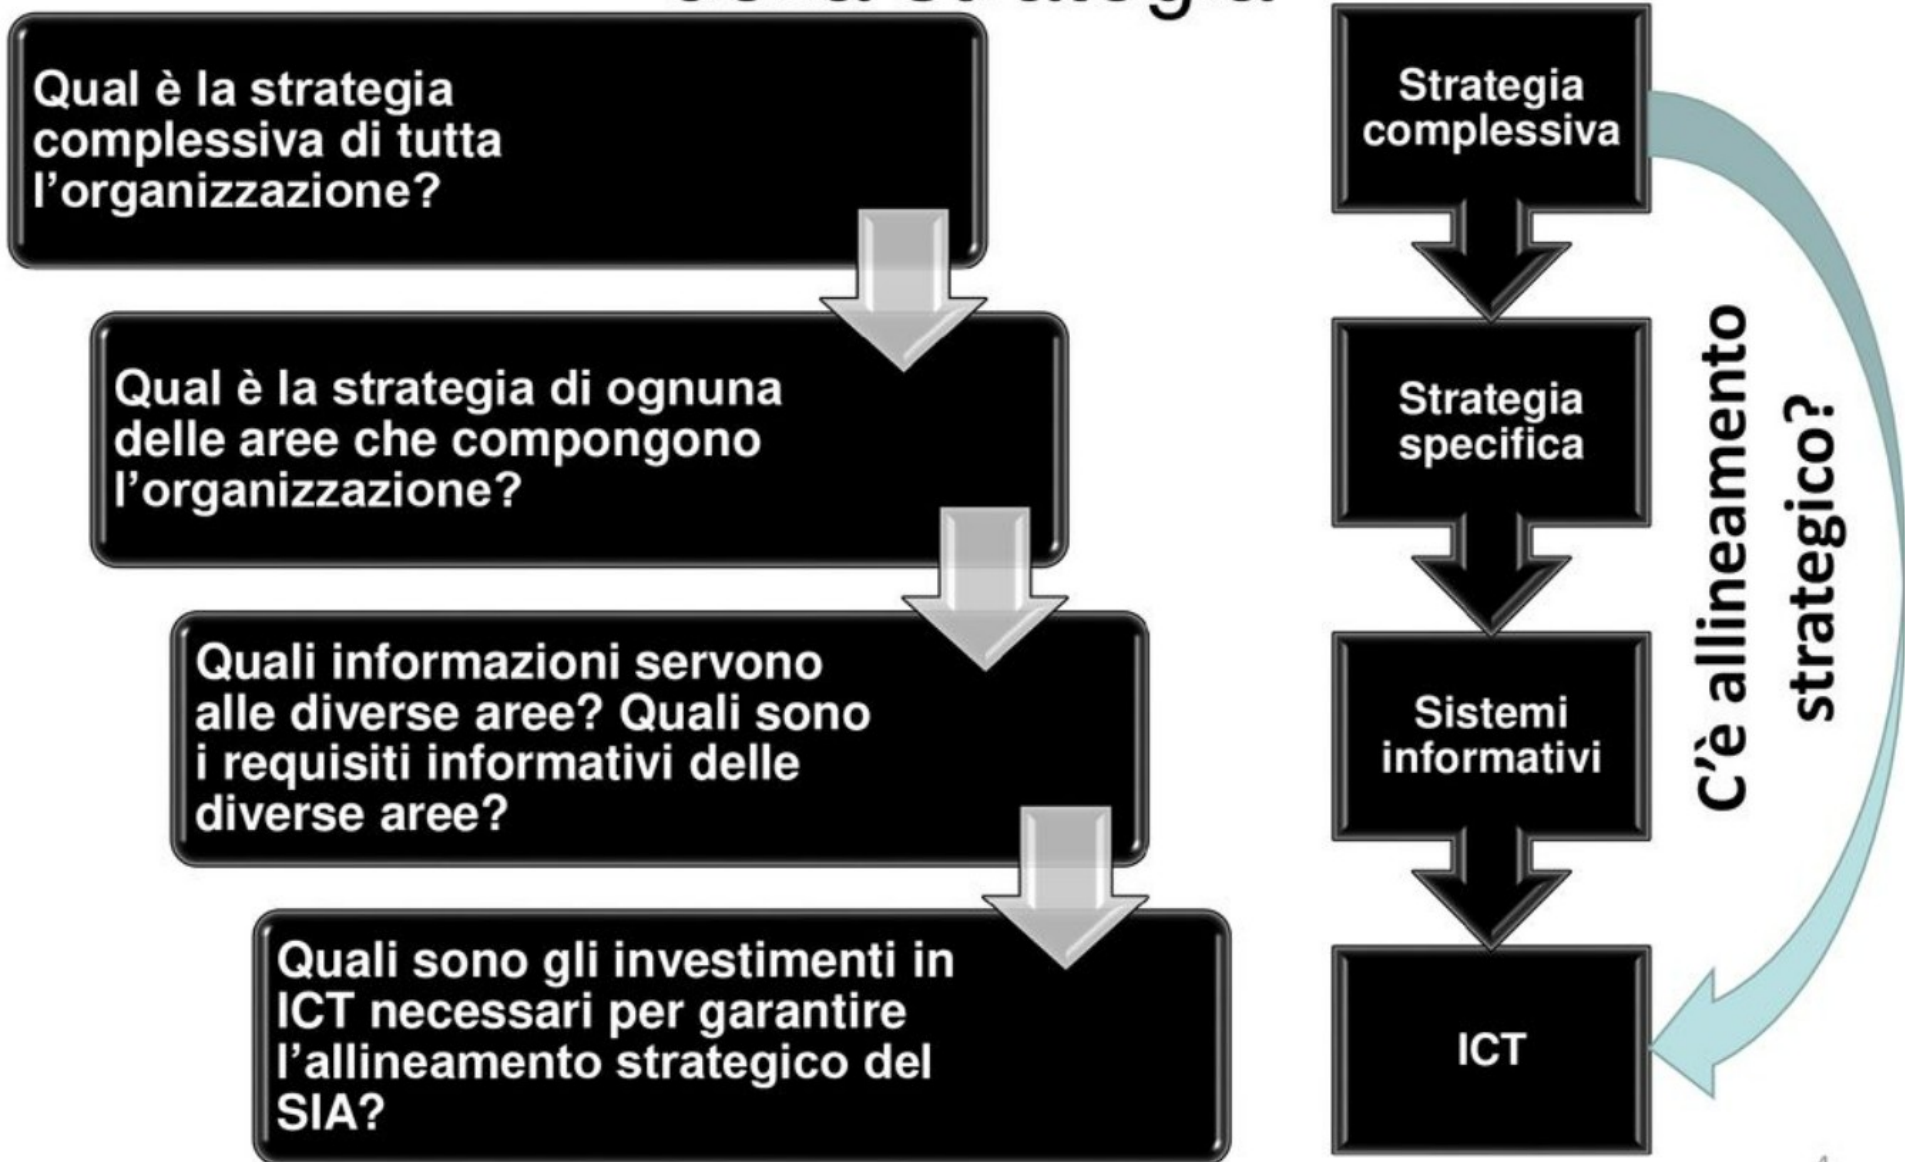 strategia
Qual è la strategia
complessiva di tutta
l’organizzazione?
Qual è la strategia di ognuna
delle aree che compongono
l’organizzazione?
Quali informazioni servono
alle diverse aree? Quali sono
i requisiti informativi delle
diverse aree?
Quali sono gli investimenti in
ICT necessari per garantire
l’allineamento strategico del
SIA?
Strategia
complessiva
Strategia
specifica
Sistemi
informativi
ICT
C’è allineamento
strategico?